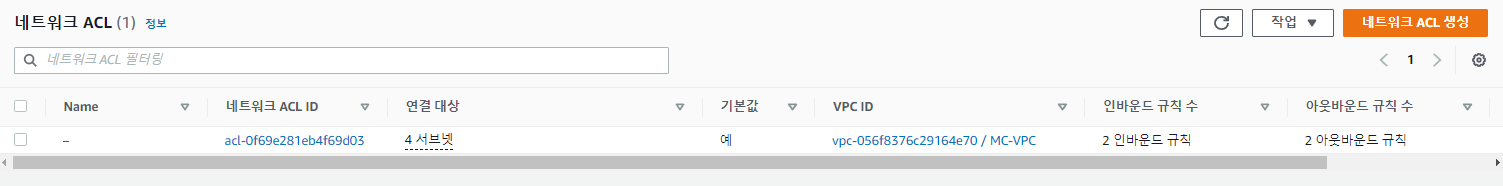 네트워크 ACL (1) 정보
작업
네트워크 ACL 생성
네트워크 ACL 필터링
1
Name 네트워크 ACL ID 연결 대상 기본값 VPC ID 인바운드 규칙 수 아웃바운드 규칙 수
– acl-0f69e281eb4f69d03 4 서브넷 예 vpc-056f8376c29164e70 / MC-VPC 2 인바운드 규칙 2 아웃바운드 규칙